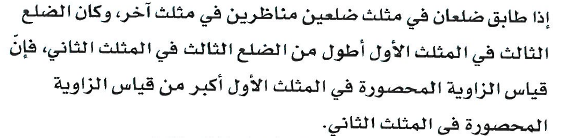 إذا طابق ضلعان في مثلث ضلعين مناظرين في مثلث آخر، وكان الضلع
الثالث في المثلث الأول أطول من الضلع الثالث في المثلث الثاني، فإنّ
قياس الزاوية المحصورة في المثلث الأول أكبر من قياس الزاوية
المحصورة في المثلث الثاني.